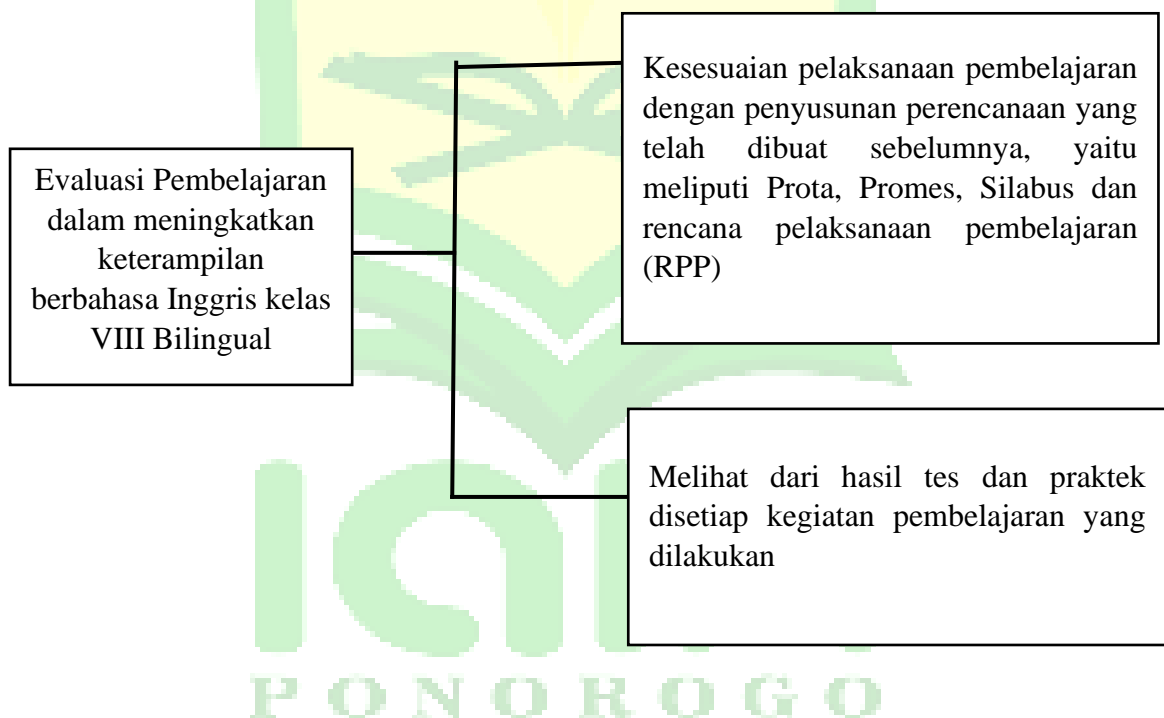 Evaluasi Pembelajaran
dalam meningkatkan
keterampilan
berbahasa Inggris kelas
VIII Bilingual
Kesesuaian pelaksanaan pembelajaran
dengan penyusunan perencanaan yang
telah dibuat sebelumnya, yaitu
meliputi Prota, Promes, Silabus dan
rencana pelaksanaan pembelajaran
(RPP)
Melihat dari hasil tes dan praktek
disetiap kegiatan pembelajaran yang
dilakukan
PONOROGO